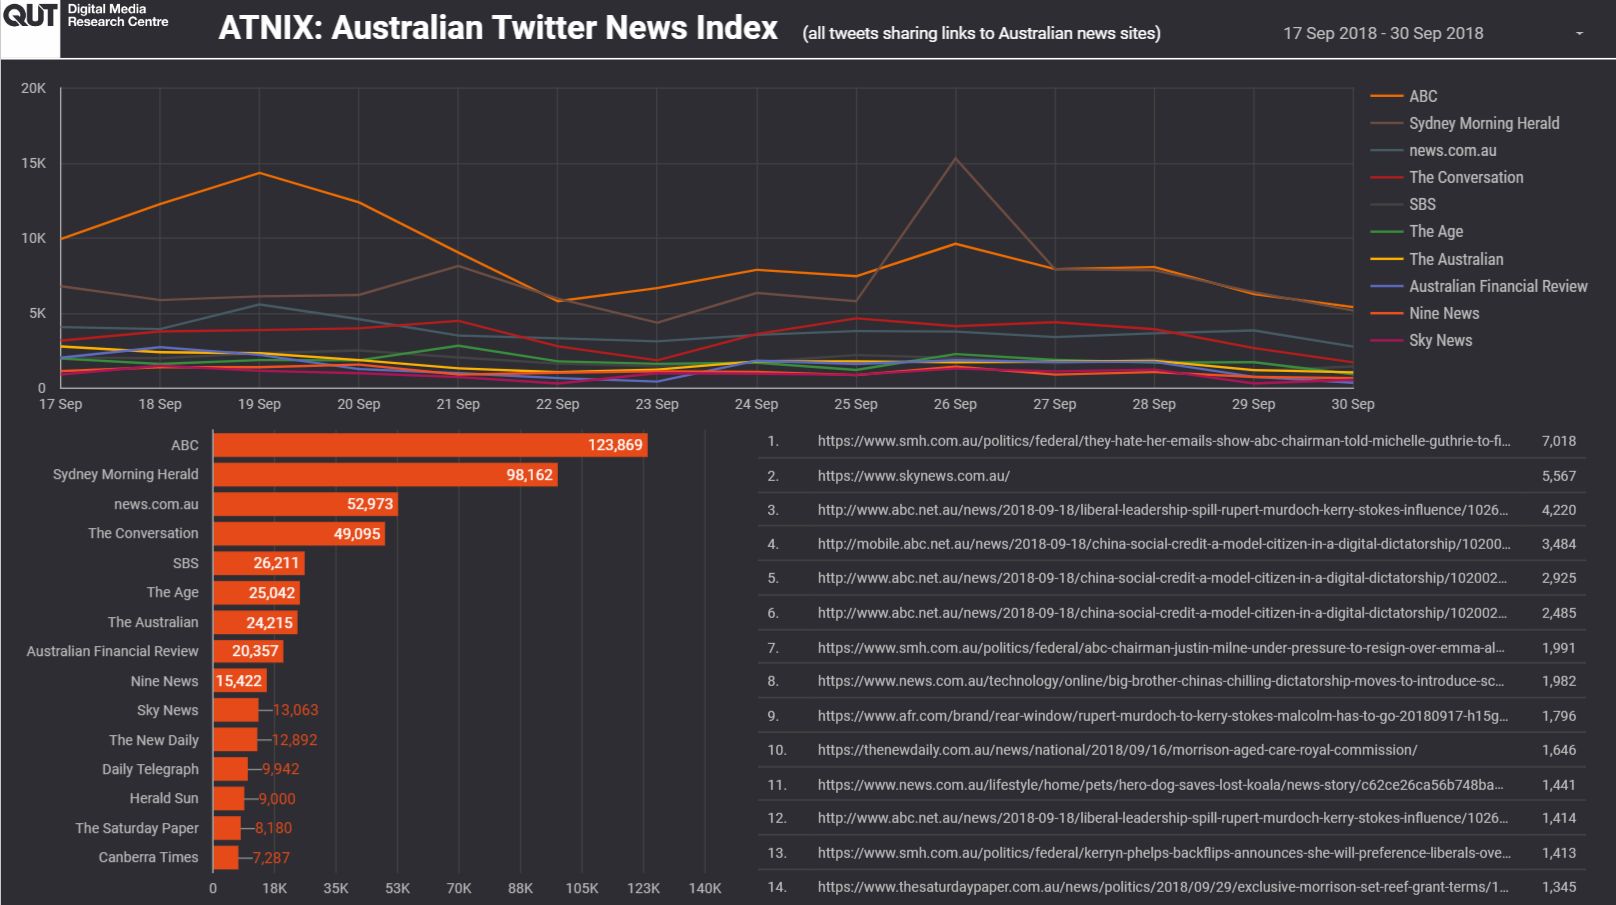 QUT Digital Media Research Centre
ATNIX: Australian Twitter News Index (all tweets sharing links to Australian news sites)
17 Sep 2018 - 30 Sep 2018
20K
15K
10K
5K
0
17 Sep 18 Sep 19 Sep 20 Sep 21 Sep 22 Sep 23 Sep 24 Sep 25 Sep 26 Sep 27 Sep 28 Sep 29 Sep 30 Sep
ABC
Sydney Morning Herald
news.com.au
The Conversation
SBS
The Age
The Australian
Australian Financial Review
Nine News
Sky News
ABC 123,869
Sydney Morning Herald 98,162
news.com.au 52,973
The Conversation 49,095
SBS 26,211
The Age 25,042
The Australian 24,215
Australian Financial Review 20,357
Nine News 15,422
Sky News 13,063
The New Daily 12,892
Daily Telegraph 9,942
Herald Sun 9,000
The Saturday Paper 8,180
Canberra Times 7,287
0 18K 35K 53K 70K 88K 105K 123K 140K
1. https://www.smh.com.au/politics/federal/they-hate-her-emails-show-abc-chairman-told-michelle-guthrie-to-fi... 7,018
2. https://www.skynews.com.au/ 5,567
3. http://www.abc.net.au/news/2018-09-18/liberal-leadership-spill-rupert-murdoch-kerry-stokes-influence/1026... 4,220
4. http://mobile.abc.net.au/news/2018-09-18/china-social-credit-a-model-citizen-in-a-digital-dictatorship/10200... 3,484
5. http://www.abc.net.au/news/2018-09-18/china-social-credit-a-model-citizen-in-a-digital-dictatorship/102002... 2,925
6. http://www.abc.net.au/news/2018-09-18/china-social-credit-a-model-citizen-in-a-digital-dictatorship/102002... 2,485
7. https://www.smh.com.au/politics/federal/abc-chairman-justin-milne-under-pressure-to-resign-over-emma-al... 1,991
8. https://www.news.com.au/technology/online/big-brother-chinas-chilling-dictatorship-moves-to-introduce-sc... 1,982
9. https://www.afr.com/brand/rear-window/rupert-murdoch-to-kerry-stokes-malcolm-has-to-go-20180917-h15g... 1,796
10. https://thenewdaily.com.au/news/national/2018/09/16/morrison-aged-care-royal-commission/ 1,646
11. https://www.news.com.au/lifestyle/home/pets/hero-dog-saves-lost-koala/news-story/c62ce26ca56b748ba... 1,441
12. http://www.abc.net.au/news/2018-09-18/liberal-leadership-spill-rupert-murdoch-kerry-stokes-influence/1026... 1,414
13. https://www.smh.com.au/politics/federal/kerryn-phelps-backflips-announces-she-will-preference-liberals-ove... 1,413
14. https://www.thesaturdaypaper.com.au/news/politics/2018/09/29/exclusive-morrison-set-reef-grant-terms/1... 1,345